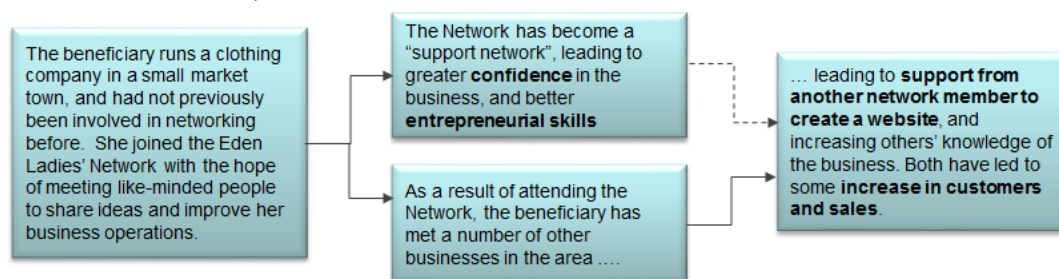 The beneficiary runs a clothing
company in a small market
town, and had not previously
been involved in networking
before.  She joined the Eden
Ladies’ Network with the hope
of meeting like-minded people
to share ideas and improve her
business operations.
The Network has become a
“support network”, leading to
greater confidence in the
business, and better
entrepreneurial skills
As a result of attending the
Network, the beneficiary has
met a number of other
businesses in the area ….
… leading to support from
another network member to
create a website, and
increasing others’ knowledge of
the business. Both have led to
some increase in customers
and sales.